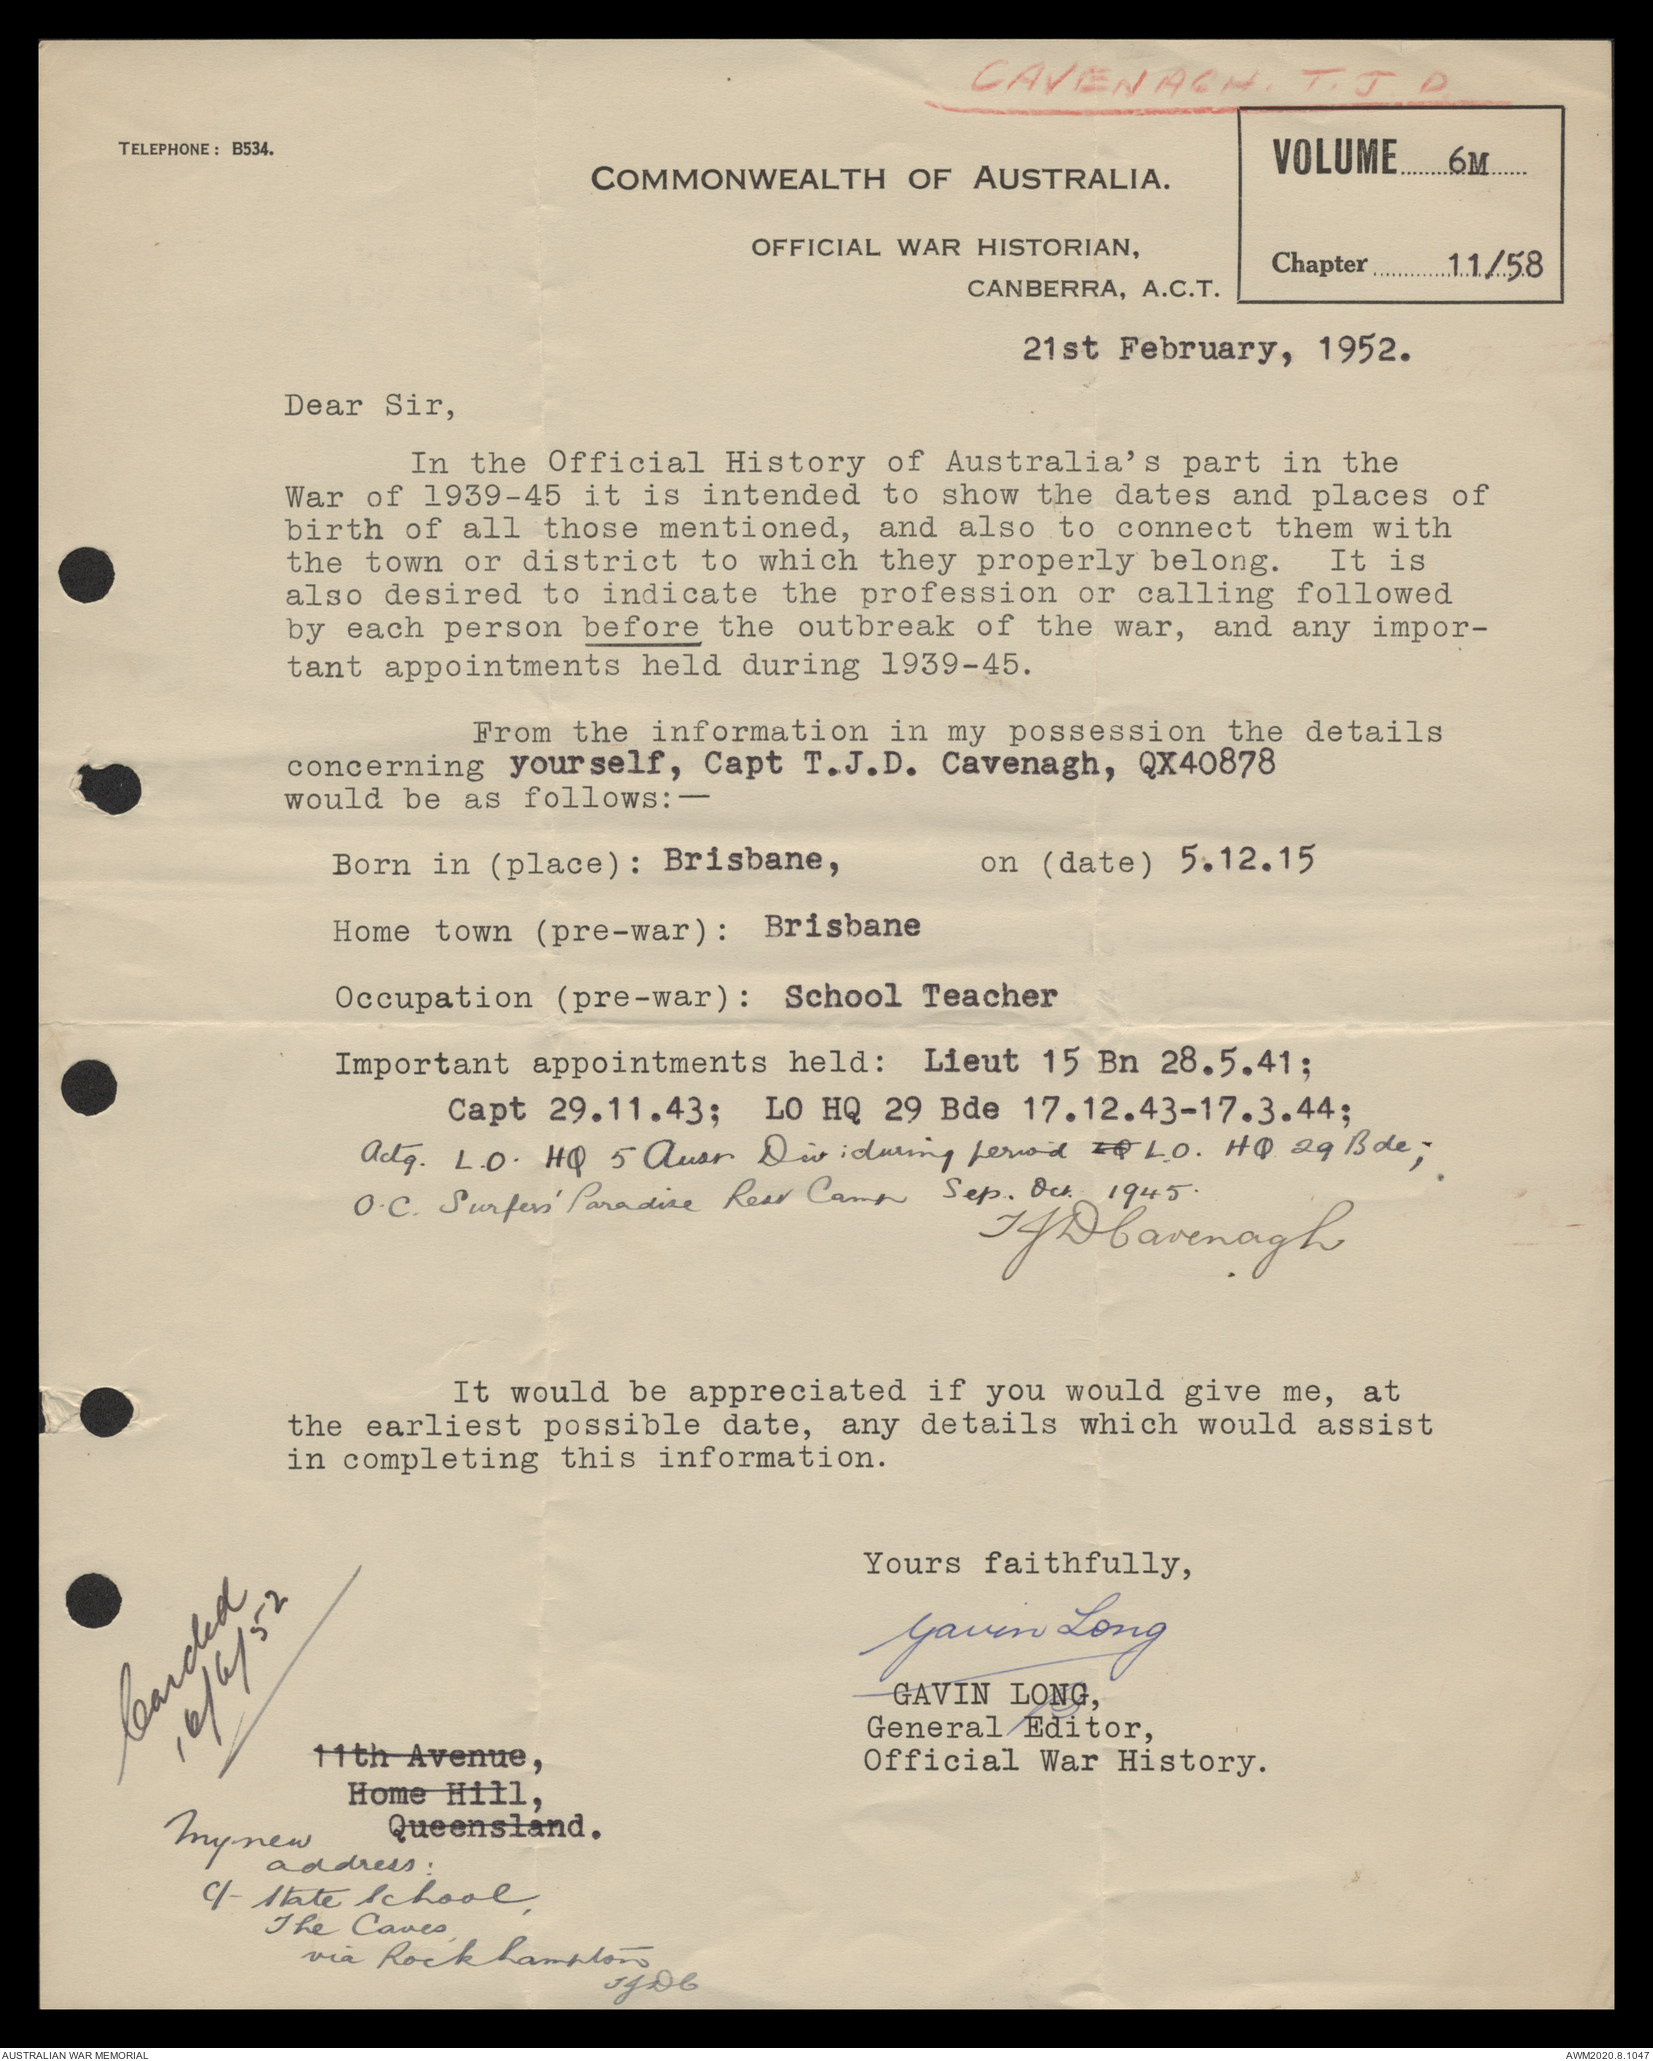 CAVENAGH. T. J. D.
TELEPHONE: B534.
VOLUME 6M
COMMONWEALTH OF AUSTRALIA.
OFFICIAL WAR HISTORIAN,
Chapter 11/58
CANBERRA, A.C.T.
21st February, 1952.
Dear Sir,
In the Official History of Australia's part in the
War of 1939-45 it is intended to show the dates and places of
birth of all those mentioned, and also to connect them with
the town or district to which they properly belong. It is
also desired to indicate the profession or calling followed
by each person before the outbreak of the war, and any impor-
tant appointments held during 1939-45.
From the information in my possession the details
concerning yourself, Capt T.J.D. Cavenagh, QX40878
would be as follows:—
Born in (place): Brisbane, on (date) 5.12.15
Home town (pre-war): Brisbane
Occupation (pre-war): School Teacher
Important appointments held: Lieut 15 Bn 28.5.41;
Capt 29.11.43; LO HQ 29 Bde 17.12.43-17.3.44;
Actg. L.O. HQ 5 Aust Div: during period L.O. HQ 29 Bde;
O.C. Surfers' Paradise Rest Camp Sep. Oct. 1945.
TJDCavenagh
It would be appreciated if you would give me, at
the earliest possible date, any details which would assist
in completing this information.
Yours faithfully,
Gavin Long
GAVIN LONG,
General Editor,
Official War History.
Carded
16/6/52
11th Avenue,
Home Hill,
Queensland.
My new
address:
C/- State School,
The Caves,
via Rockhampton
TJDC
AUSTRALIAN WAR MEMORIAL
AWM2020.8.1047